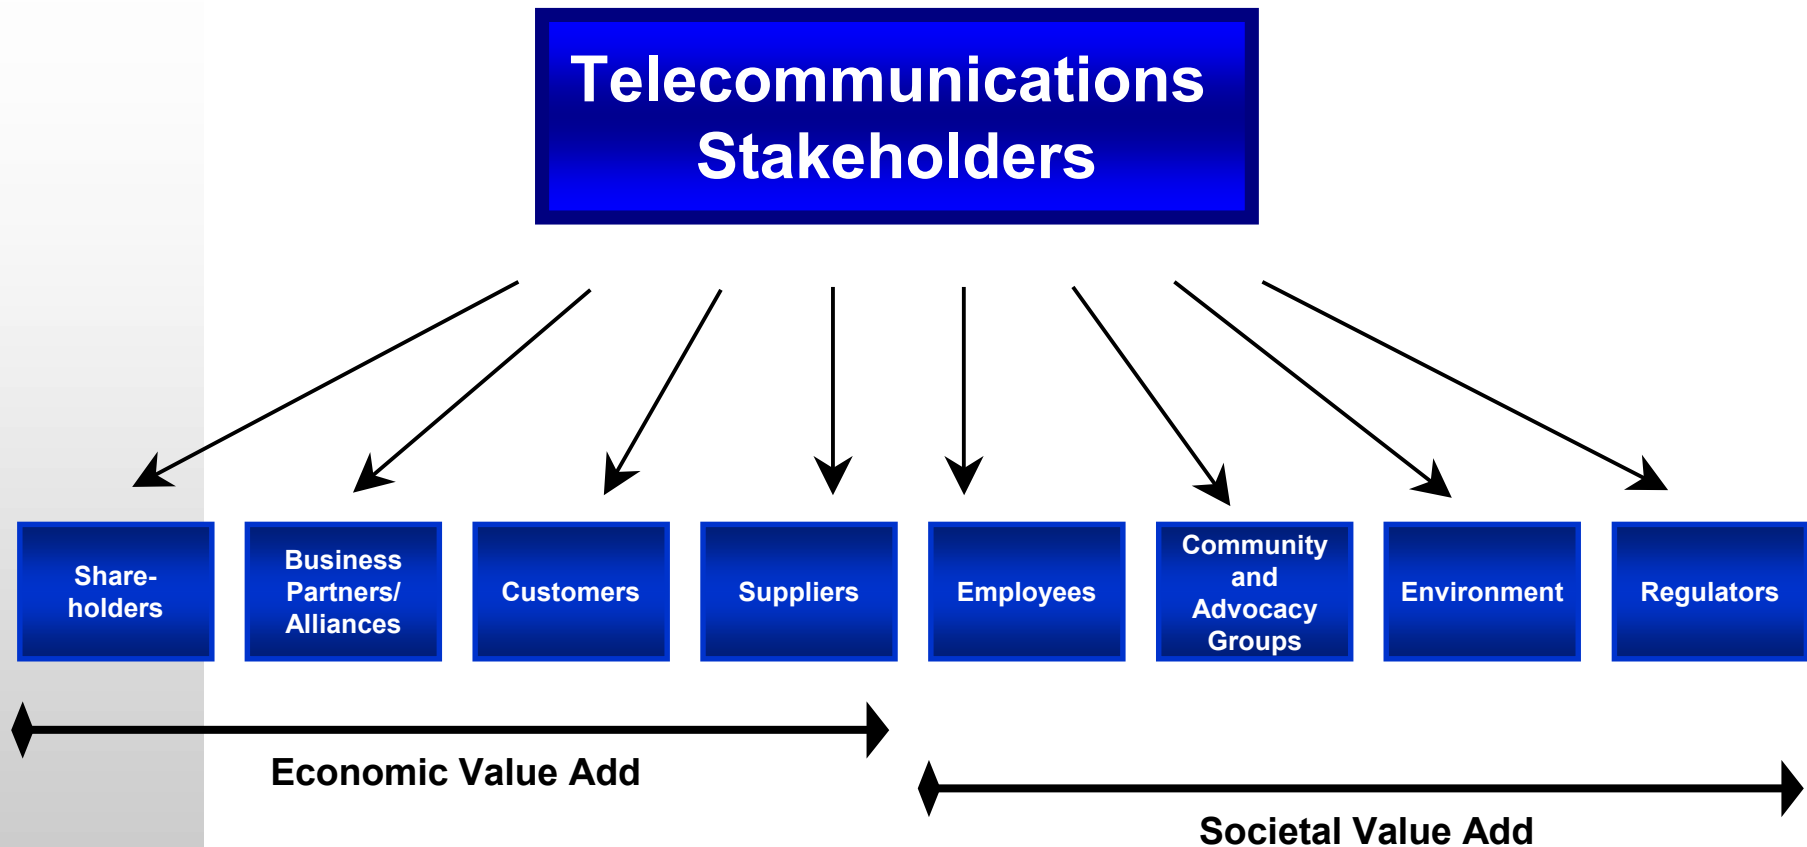 Telecommunications
Stakeholders
Share-
holders
Business
Partners/
Alliances
Customers
Suppliers
Employees
Community
and
Advocacy
Groups
Environment
Regulators
Economic Value Add
Societal Value Add